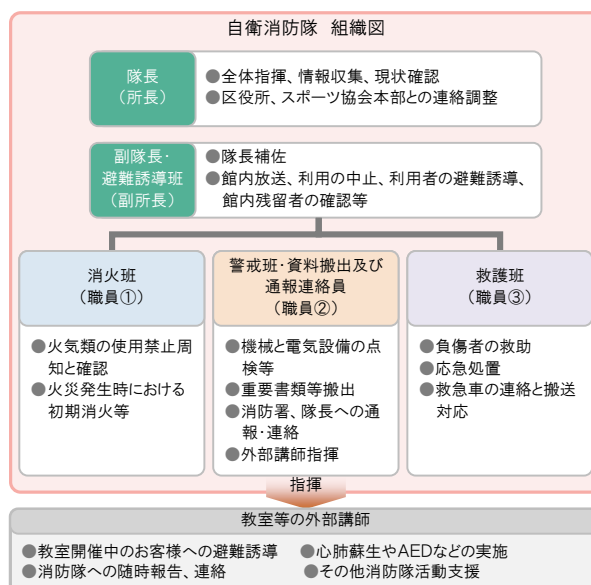 自衛消防隊 組織図
隊長
（所長）
●全体指揮、情報収集、現状確認
●区役所、スポーツ協会本部との連絡調整
副隊長・
避難誘導班
（副所長）
●隊長補佐
●館内放送、利用の中止、利用者の避難誘導、
館内残留者の確認等
消火班
（職員①）
●火気類の使用禁止周
知と確認
●火災発生時における
初期消火等
警戒班・資料搬出及び
通報連絡員
（職員②）
●機械と電気設備の点
検等
●重要書類等搬出
●消防署、隊長への通
報・連絡
●外部講師指揮
救護班
（職員③）
●負傷者の救助
●応急処置
●救急車の連絡と搬送
対応
指揮
教室等の外部講師
●教室開催中のお客様への避難誘導
●消防隊への随時報告、連絡
●心肺蘇生やAEDなどの実施
●その他消防隊活動支援